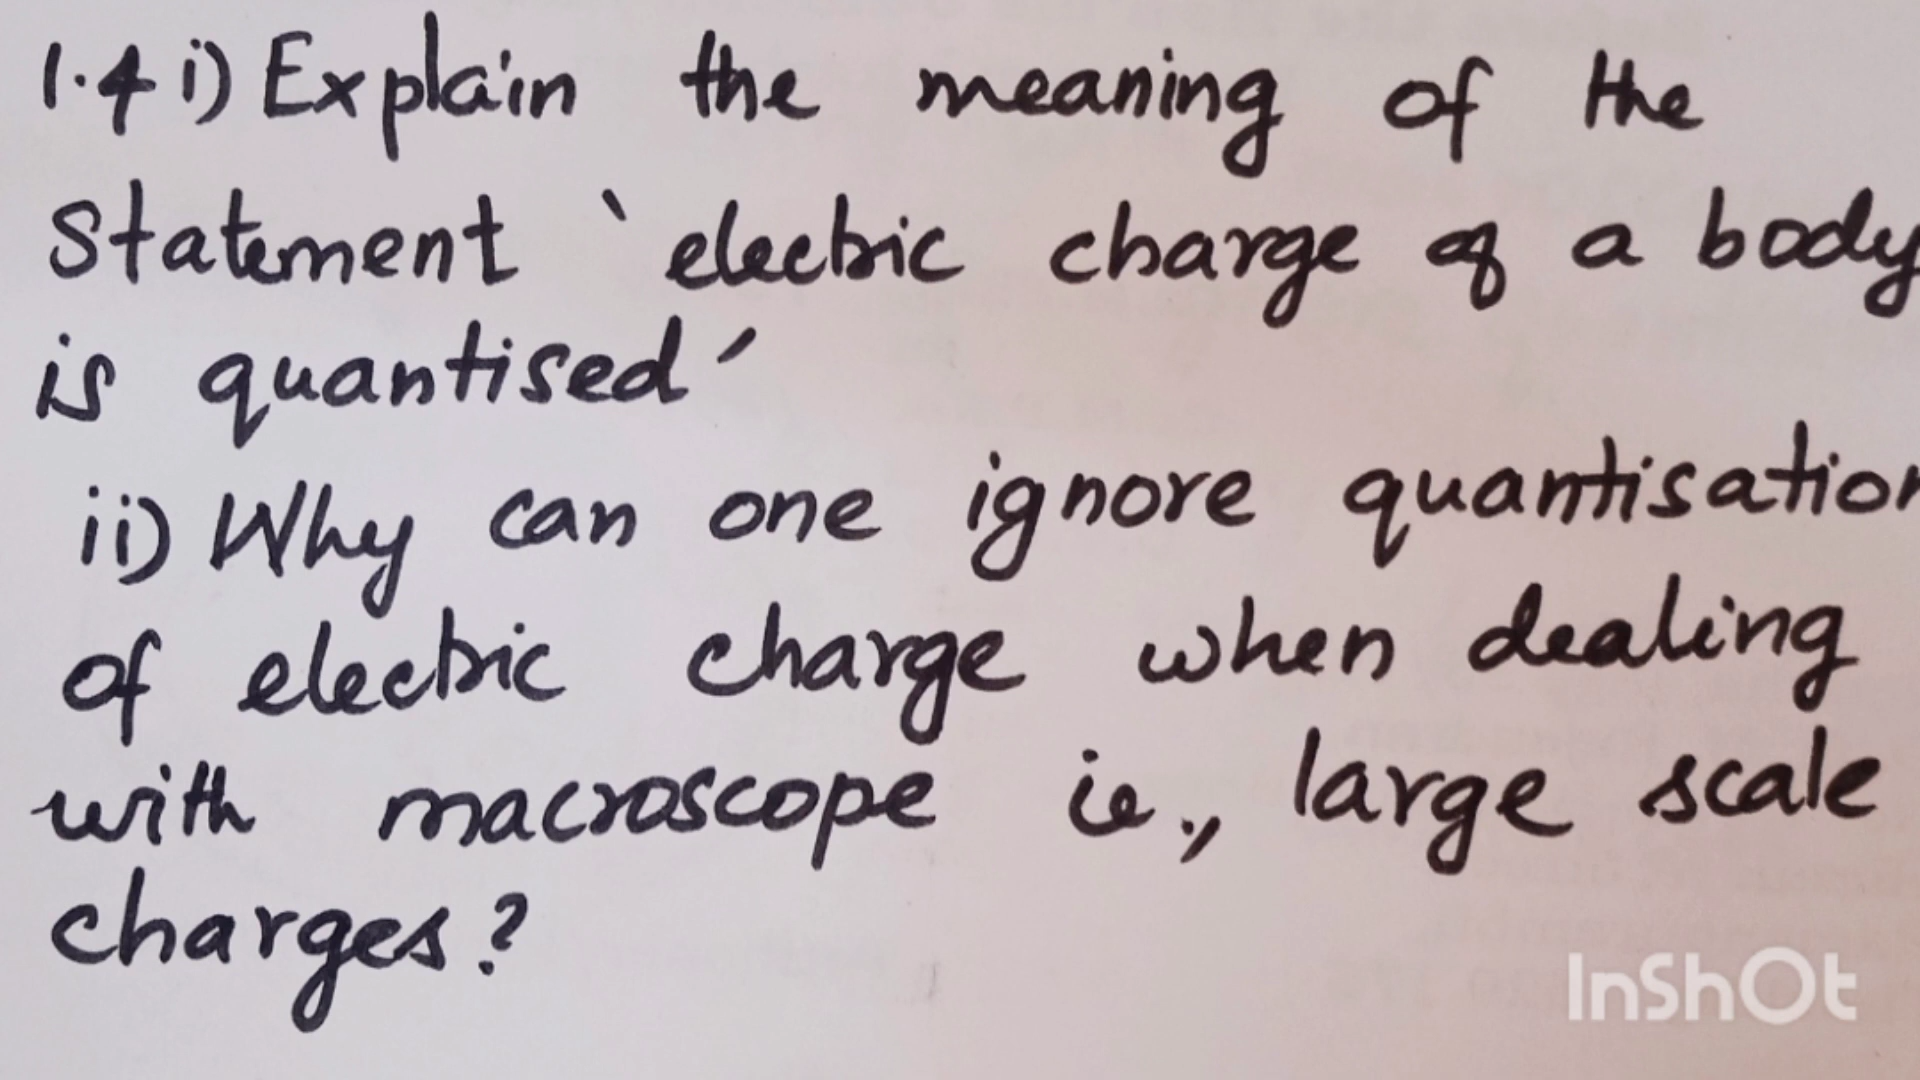 1.4 i) Explain the meaning of the
Statement `electric charge of a body
is quantised'
ii) Why can one ignore quantisation
of electric charge when dealing
with macroscope ie., large scale
charges?
InShOt